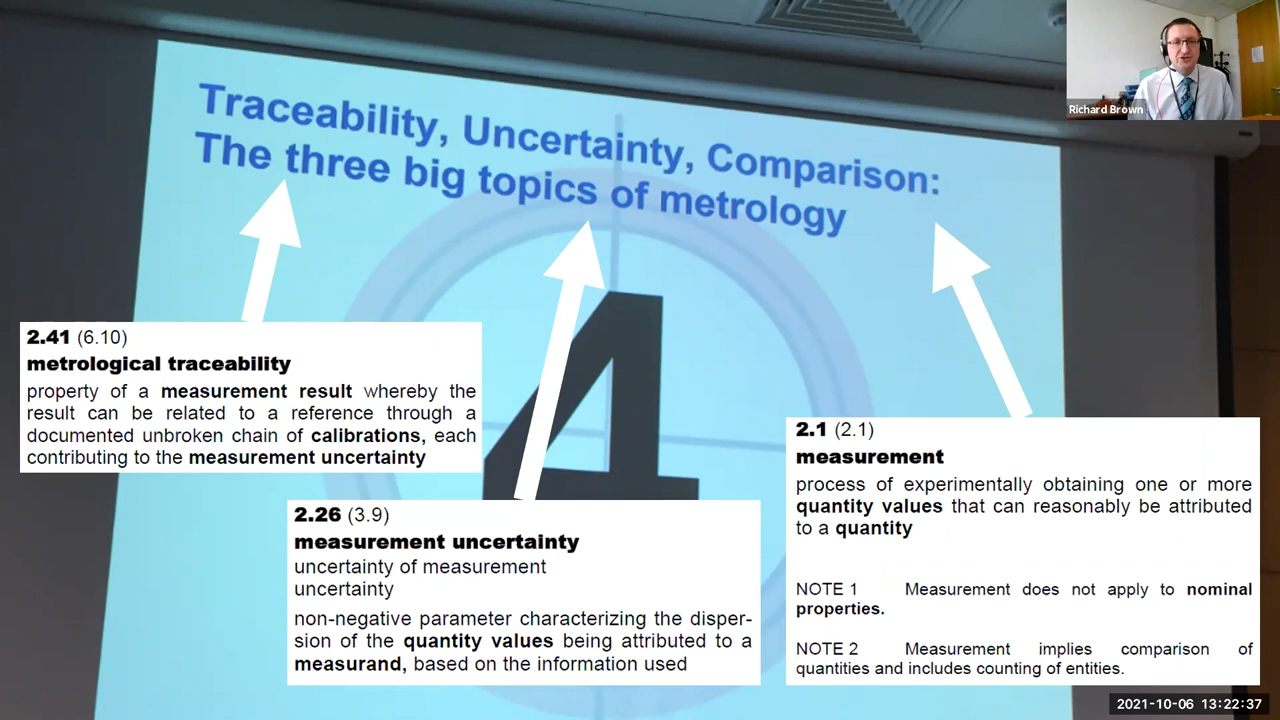 Traceability, Uncertainty, Comparison:
The three big topics of metrology
Richard Brown
4
2.41 (6.10)
metrological traceability
property of a measurement result whereby the
result can be related to a reference through a
documented unbroken chain of calibrations, each
contributing to the measurement uncertainty
2.26 (3.9)
measurement uncertainty
uncertainty of measurement
uncertainty
non-negative parameter characterizing the disper-
sion of the quantity values being attributed to a
measurand, based on the information used
2.1 (2.1)
measurement
process of experimentally obtaining one or more
quantity values that can reasonably be attributed
to a quantity
NOTE 1 Measurement does not apply to nominal
properties.
NOTE 2 Measurement implies comparison of
quantities and includes counting of entities.
2021-10-06 13:22:37